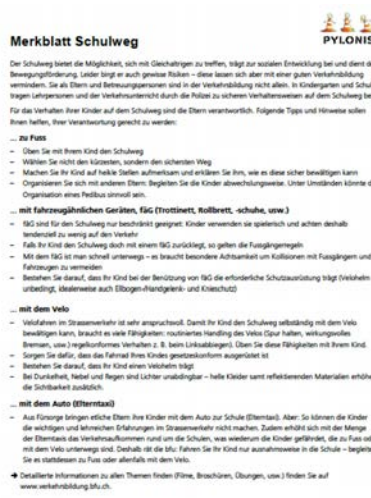 PYLONIS
Merkblatt Schulweg
Der Schulweg bietet die Möglichkeit, sich mit Gleichaltrigen zu treffen, trägt zur sozialen Entwicklung bei und dient d
Bewegungsförderung. Leider birgt er auch gewisse Risiken – diese lassen sich aber mit einer guten Verkehrsbildung
vermindern. Sie als Eltern und Betreuungspersonen sind in der Verkehrsbildung nicht allein. In Kindergarten und Schul
tragen Lehrpersonen und der Verkehrsunterricht durch die Polizei zu sicheren Verhaltensweisen auf dem Schulweg be
Für das Verhalten ihrer Kinder auf dem Schulweg sind die Eltern verantwortlich. Folgende Tipps und Hinweise sollen
Ihnen helfen, Ihrer Verantwortung gerecht zu werden:
... zu Fuss
– Üben Sie mit Ihrem Kind den Schulweg
– Wählen Sie nicht den kürzesten, sondern den sichersten Weg
– Machen Sie Ihr Kind auf heikle Stellen aufmerksam und erklären Sie ihm, wie es diese sicher bewältigen kann
– Organisieren Sie sich mit anderen Eltern: Begleiten Sie die Kinder abwechslungsweise. Unter Umständen könnte d
Organisation eines Pedibus sinnvoll sein.
... mit fahrzeugähnlichen Geräten, fäG (Trottinett, Rollbrett, -schuhe, usw.)
– fäG sind für den Schulweg nur beschränkt geeignet: Kinder verwenden sie spielerisch und achten deshalb
tendenziell zu wenig auf den Verkehr
– Falls Ihr Kind den Schulweg doch mit einem fäG zurücklegt, so gelten die Fussgängerregeln
– Mit dem fäG ist man schnell unterwegs – es braucht besondere Achtsamkeit um Kollisionen mit Fussgängern und
Fahrzeugen zu vermeiden
– Bestehen Sie darauf, dass Ihr Kind bei der Benützung von fäG die erforderliche Schutzausrüstung trägt (Velohelm
unbedingt, idealerweise auch Ellbogen-/Handgelenk- und Knieschutz)
... mit dem Velo
– Velofahren im Strassenverkehr ist sehr anspruchsvoll. Damit Ihr Kind den Schulweg selbständig mit dem Velo
bewältigen kann, braucht es viele Fähigkeiten: routiniertes Handling des Velos (Spur halten, wirkungsvolles
Bremsen, usw.) regelkonformes Verhalten z. B. beim Linksabbiegen). Üben Sie diese Fähigkeiten mit Ihrem Kind.
– Sorgen Sie dafür, dass das Fahrrad Ihres Kindes gesetzeskonform ausgerüstet ist
– Bestehen Sie darauf, dass Ihr Kind einen Velohelm trägt
– Bei Dunkelheit, Nebel und Regen sind Lichter unabdingbar – helle Kleider samt reflektierenden Materialien erhöhe
die Sichtbarkeit zusätzlich.
... mit dem Auto (Elterntaxi)
– Aus Fürsorge bringen etliche Eltern ihre Kinder mit dem Auto zur Schule (Elterntaxi). Aber: So können die Kinder
die wichtigen und lehrreichen Erfahrungen im Strassenverkehr nicht machen. Zudem erhöht sich mit der Menge
der Elterntaxis das Verkehrsaufkommen rund um die Schulen, was wiederum die Kinder gefährdet, die zu Fuss od
mit dem Velo unterwegs sind. Deshalb rät die bfu: Fahren Sie Ihr Kind nur ausnahmsweise in die Schule – begleite
Sie es stattdessen zu Fuss oder allenfalls mit dem Velo.
➔ Detaillierte Informationen zu allen Themen finden (Filme, Broschüren, Übungen, usw.) finden Sie auf
www.verkehrsbildung.bfu.ch.